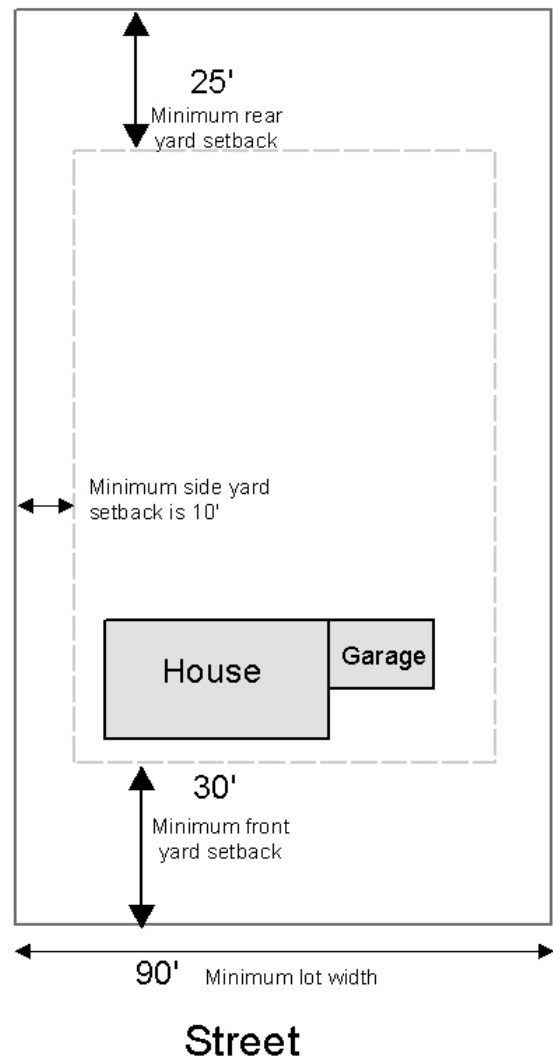 25'
Minimum rear
yard setback
Minimum side yard
setback is 10'
House
Garage
30'
Minimum front
yard setback
90' Minimum lot width
Street